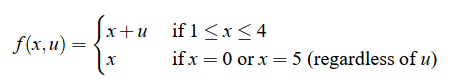 f(x,u) = { x + u if 1 ≤ x ≤ 4
x if x = 0 or x = 5 (regardless of u)